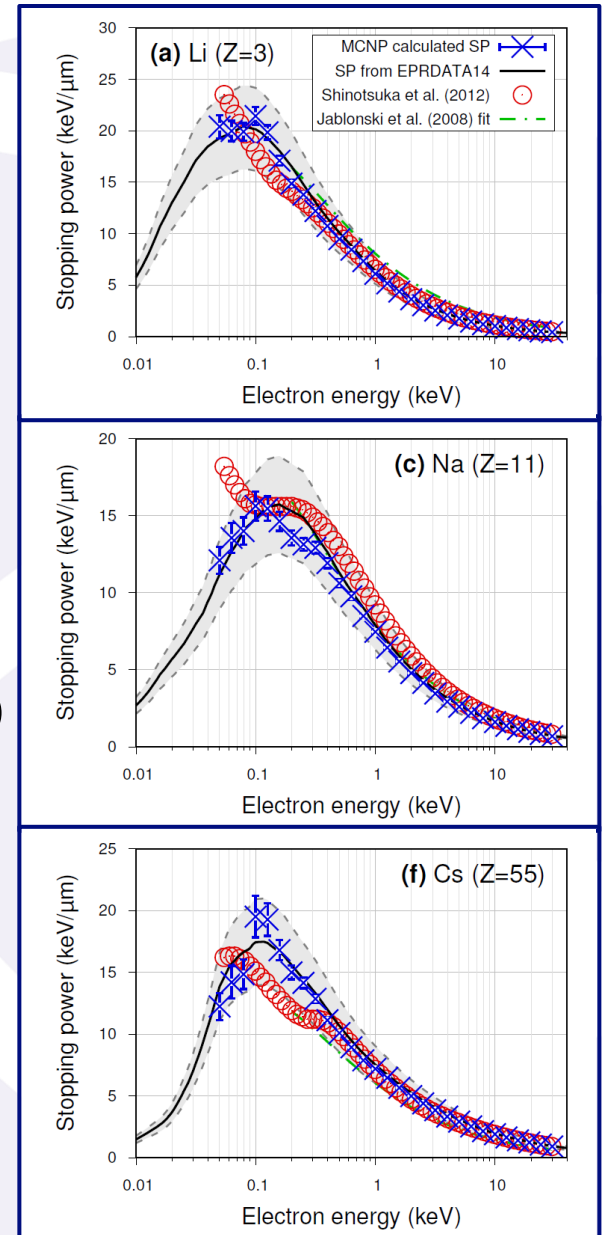 (a) Li (Z=3)
MCNP calculated SP
SP from EPRDATA14
Shinotsuka et al. (2012)
Jablonski et al. (2008) fit
Stopping power (keV/μm)
30
25
20
15
10
5
0
0.01 0.1 1 10
Electron energy (keV)
(c) Na (Z=11)
Stopping power (keV/μm)
20
15
10
5
0
0.01 0.1 1 10
Electron energy (keV)
)
(f) Cs (Z=55)
Stopping power (keV/μm)
25
20
15
10
5
0
0.01 0.1 1 10
Electron energy (keV)